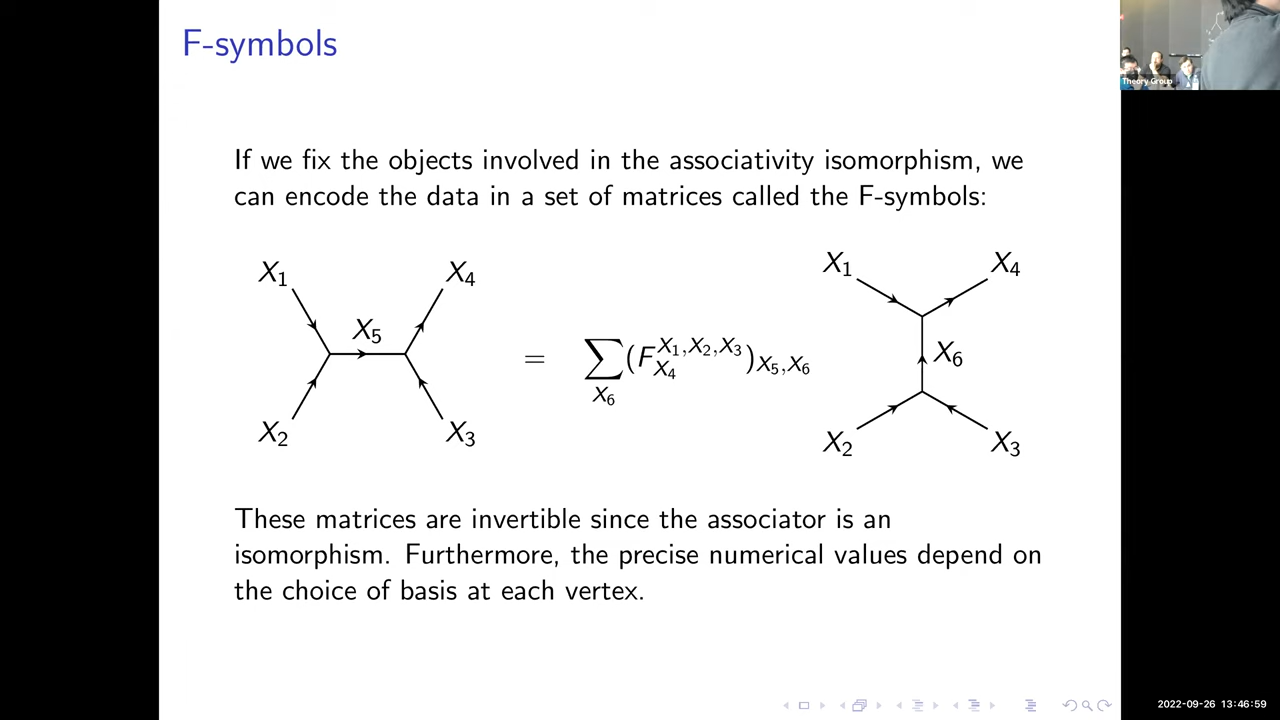 F-symbols
Theory Group
If we fix the objects involved in the associativity isomorphism, we
can encode the data in a set of matrices called the F-symbols:
X₁ X₄ X₅ X₂ X₃
= ∑_{X₆} (F^{X₁,X₂,X₃}_{X₄})_{X₅,X₆}
X₁ X₄ X₆ X₂ X₃
These matrices are invertible since the associator is an
isomorphism. Furthermore, the precise numerical values depend on
the choice of basis at each vertex.
2022-09-26 13:46:59